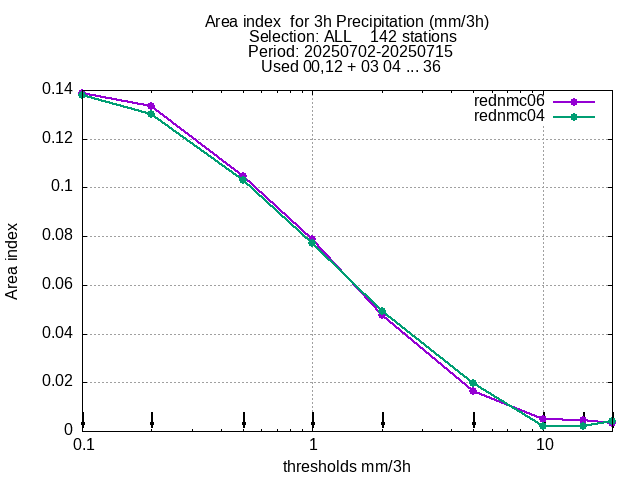 Area index  for 3h Precipitation (mm/3h)
Selection: ALL    142 stations
Period: 20250702-20250715
Used 00,12 + 03 04 ... 36
rednmc06
rednmc04
0.14
0.12
0.1
0.08
0.06
0.04
0.02
0
Area index
0.1
1
10
thresholds mm/3h